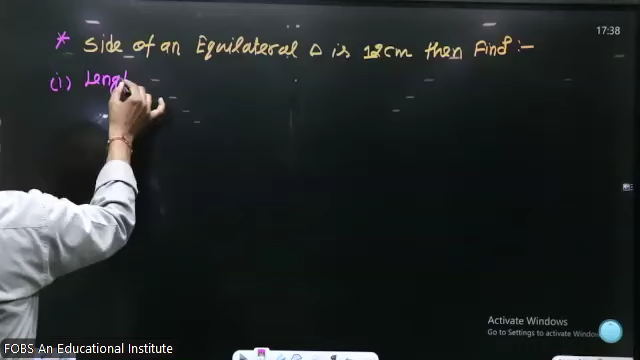 17:38
* Side of an Equilateral Δ is 12cm then Find :-
(i) Lengt
Activate Windows
Go to Settings to activate Window
FOBS An Educational Institute